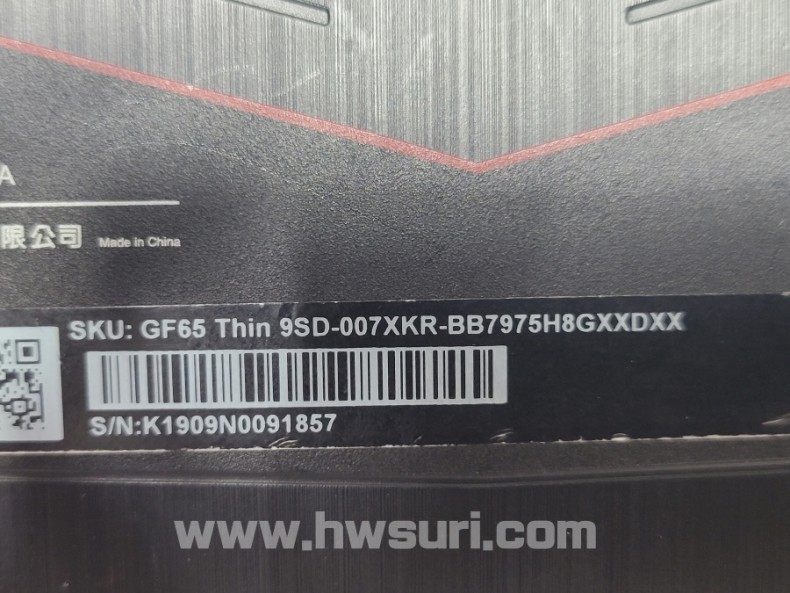 A
限公司 Made in China
SKU: GF65 Thin 9SD-007XKR-BB7975H8GXXDXX
S/N:K1909N0091857
www.hwsuri.com